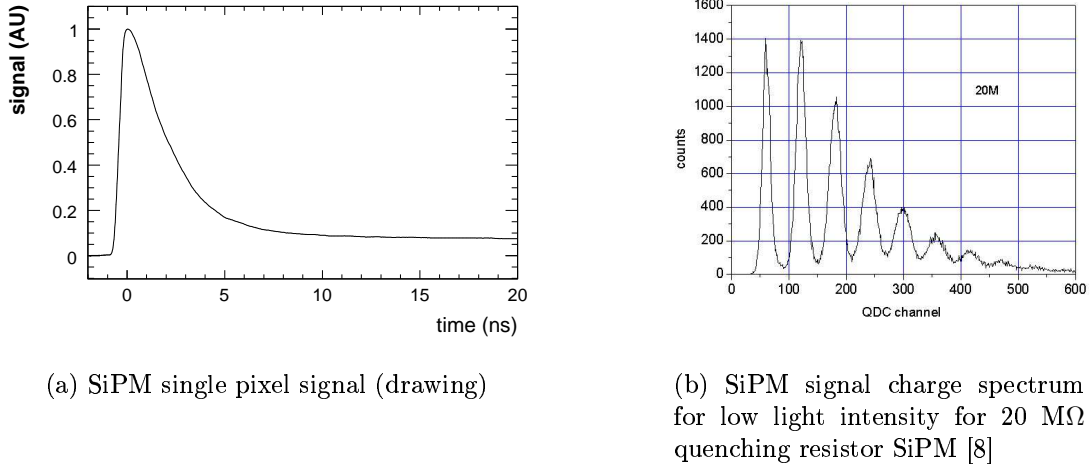 signal (AU)
1
0.8
0.6
0.4
0.2
0
0 5 10 15 20
time (ns)
(a) SiPM single pixel signal (drawing)
1600
1400
1200
1000
800
600
400
200
0
20M
counts
0 100 200 300 400 500 600
QDC channel
(b) SiPM signal charge spectrum
for low light intensity for 20 MΩ
quenching resistor SiPM [8]